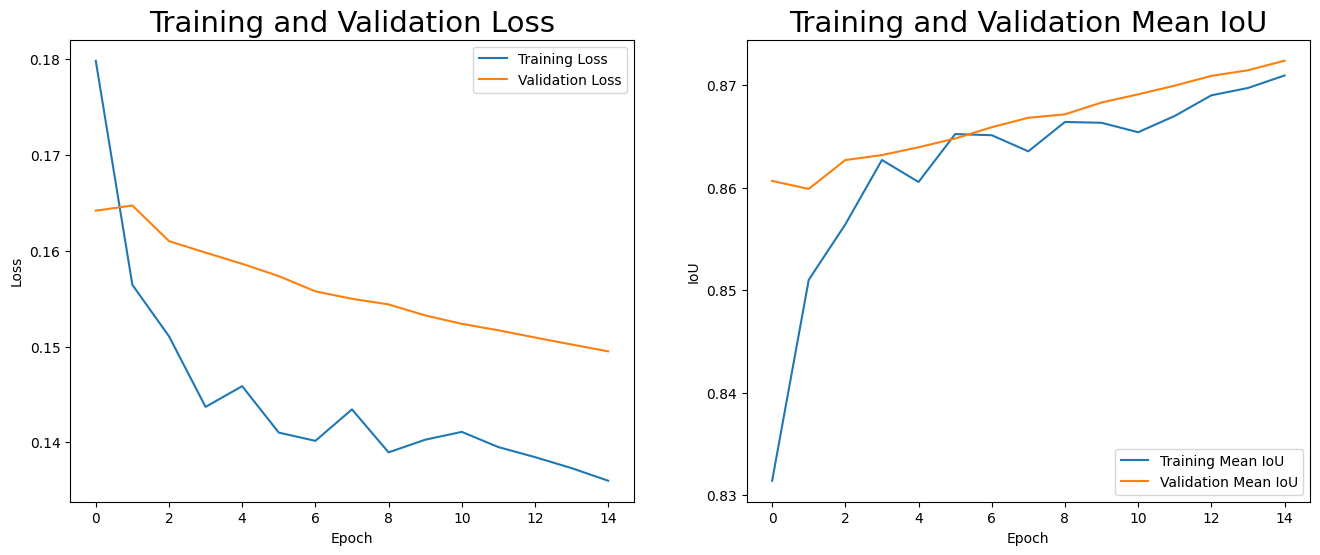 Training and Validation Loss
Training Loss
Validation Loss
0.18
0.17
0.16
0.15
0.14
Loss
0 2 4 6 8 10 12 14
Epoch
Training and Validation Mean IoU
0.87
0.86
0.85
0.84
0.83
IoU
Training Mean IoU
Validation Mean IoU
0 2 4 6 8 10 12 14
Epoch